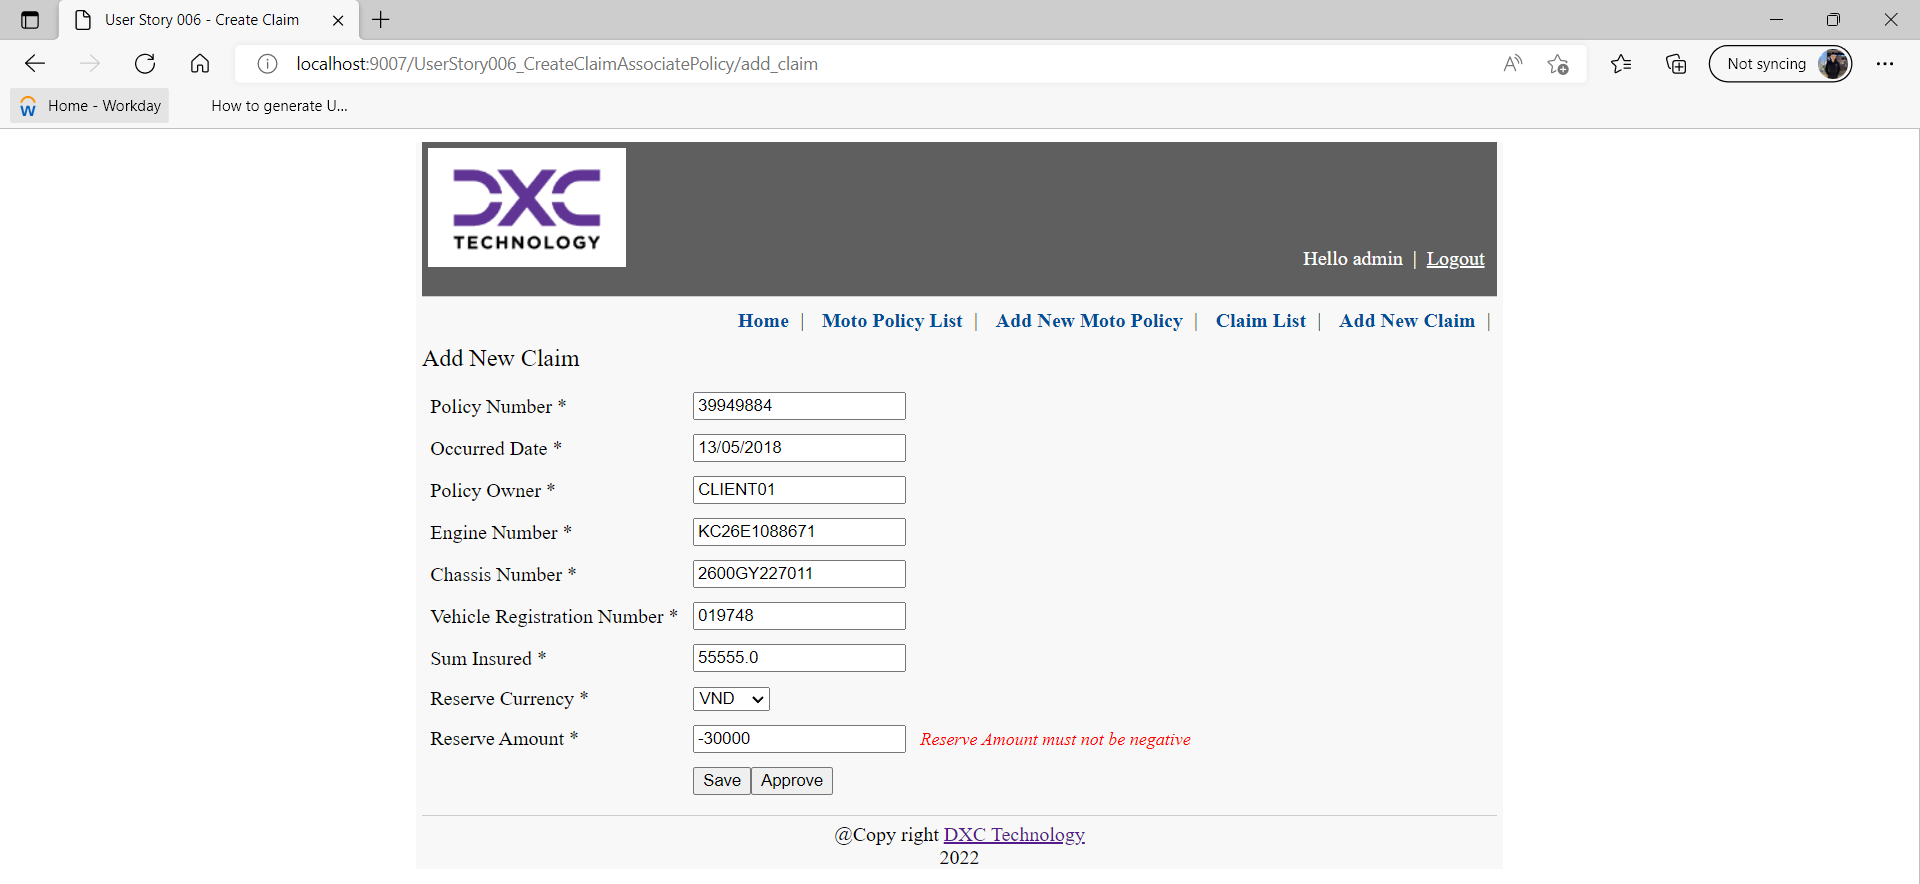 User Story 006 - Create Claim
localhost:9007/UserStory006_CreateClaimAssociatePolicy/add_claim
Not syncing
Home - Workday
How to generate U...
DXC
TECHNOLOGY
Hello admin | Logout
Home | Moto Policy List | Add New Moto Policy | Claim List | Add New Claim |
Add New Claim
Policy Number * 39949884
Occurred Date * 13/05/2018
Policy Owner * CLIENT01
Engine Number * KC26E1088671
Chassis Number * 2600GY227011
Vehicle Registration Number * 019748
Sum Insured * 55555.0
Reserve Currency * VND
Reserve Amount * -30000 Reserve Amount must not be negative
Save Approve
@Copy right DXC Technology
2022